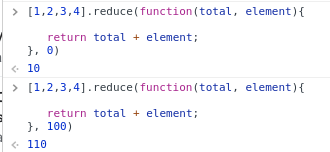 > [1,2,3,4].reduce(function(total, element){
return total + element;
}, 0)
< 10
> [1,2,3,4].reduce(function(total, element){
return total + element;
}, 100)
< 110